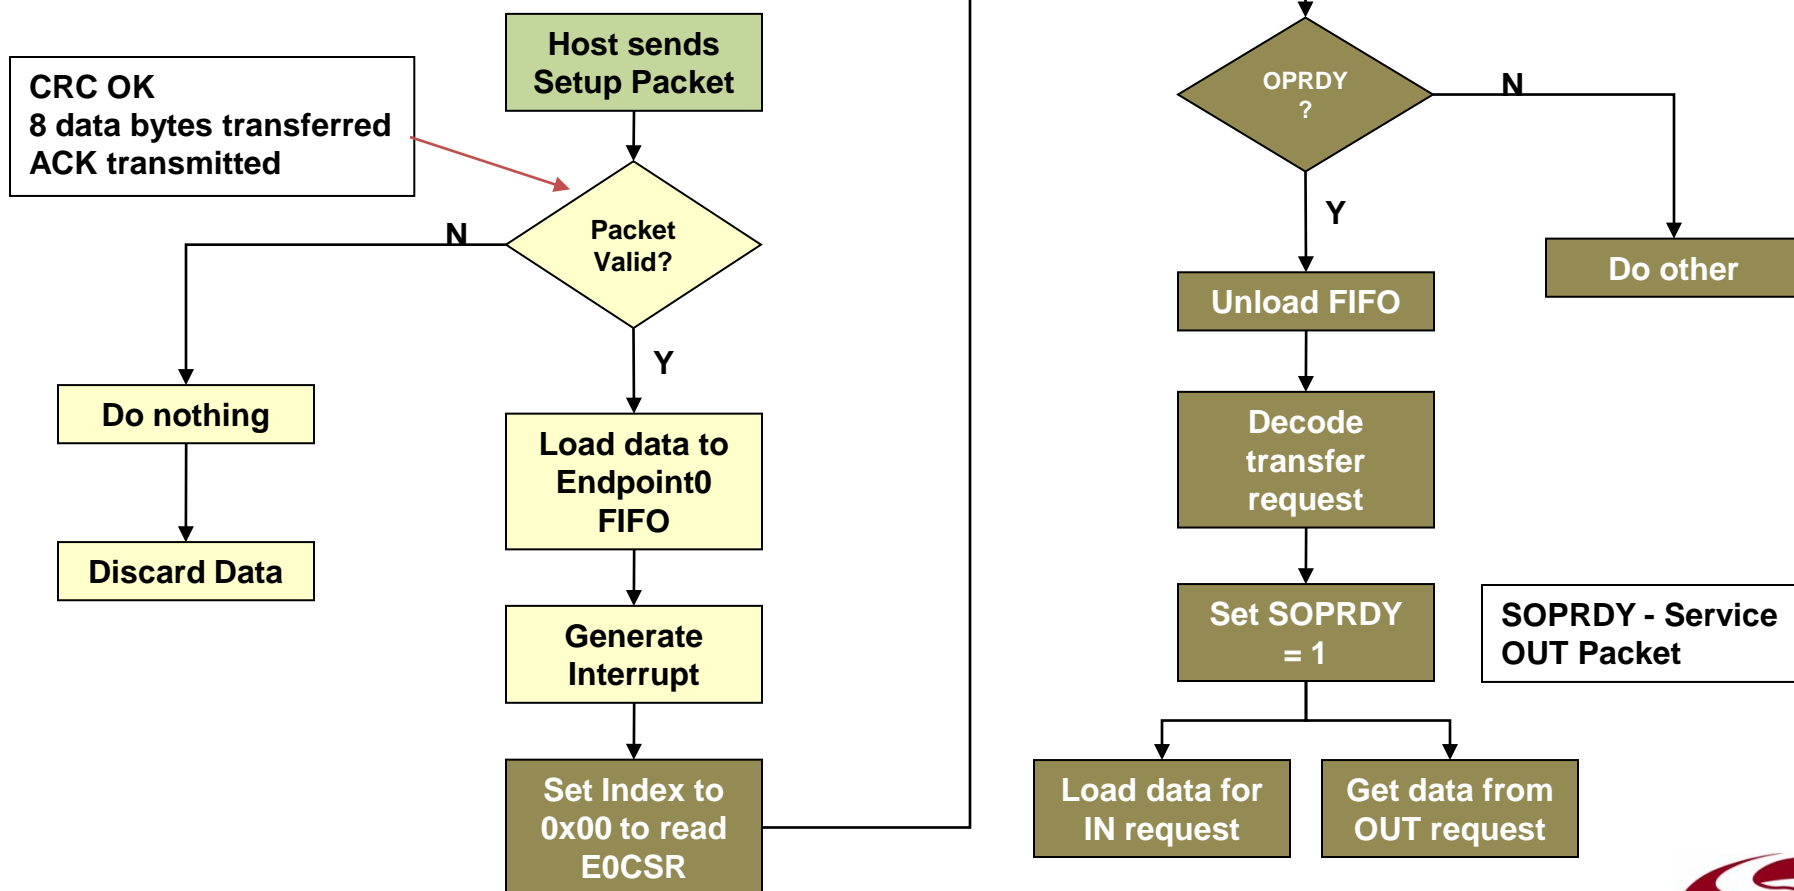 Host sends
Setup Packet
CRC OK
8 data bytes transferred
ACK transmitted
Packet
Valid?
N
Y
Do nothing
Discard Data
Load data to
Endpoint0
FIFO
Generate
Interrupt
Set Index to
0x00 to read
E0CSR
OPRDY
?
N
Y
Do other
Unload FIFO
Decode
transfer
request
Set SOPRDY
= 1
SOPRDY - Service
OUT Packet
Load data for
IN request
Get data from
OUT request